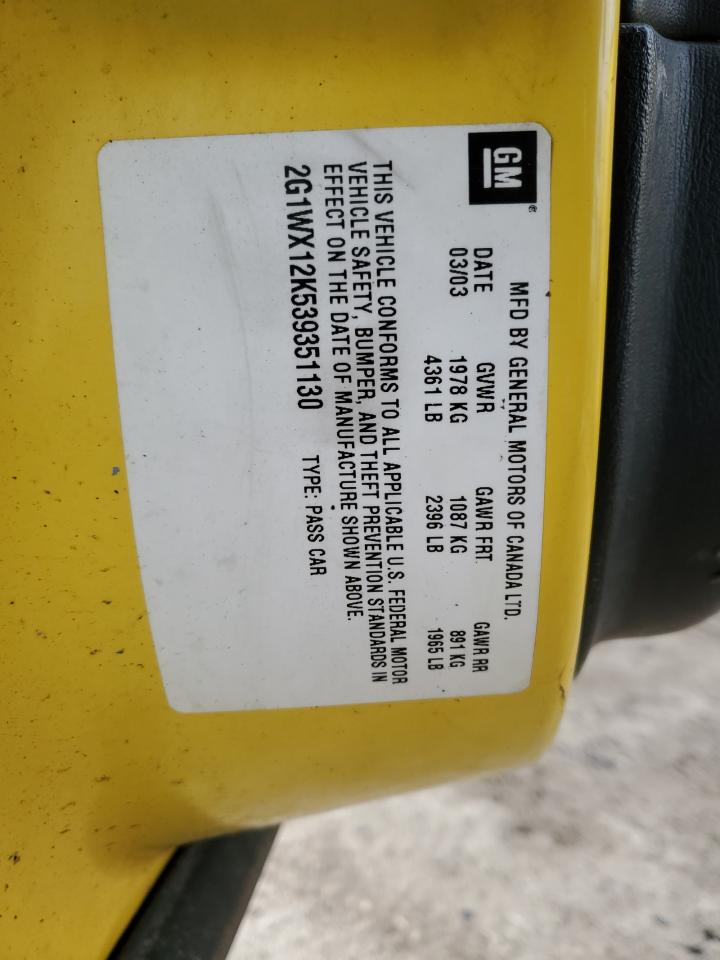 GM®
MFD BY GENERAL MOTORS OF CANADA LTD.
DATE GVWR GAWR FRT. GAWR RR
03/03 1978 KG 1087 KG 891 KG
4361 LB 2396 LB 1965 LB
THIS VEHICLE CONFORMS TO ALL APPLICABLE U.S. FEDERAL MOTOR
VEHICLE SAFETY, BUMPER, AND THEFT PREVENTION STANDARDS IN
EFFECT ON THE DATE OF MANUFACTURE SHOWN ABOVE.
2G1WX12K539351130 TYPE: PASS CAR